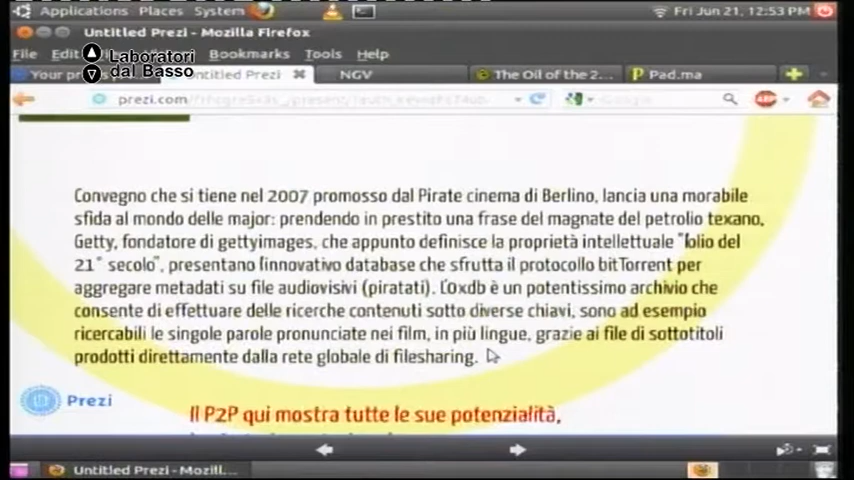 Applications Places System Fri Jun 21, 12:53 PM
Untitled Prezi - Mozilla Firefox
File Edit Bookmarks Tools Help
Laboratori
dal Basso
Your pr Untitled Prezi NGV The Oil of the 2... Pad.ma
prezi.com
Convegno che si tiene nel 2007 promosso dal Pirate cinema di Berlino, lancia una morabile
sfida al mondo delle major: prendendo in prestito una frase del magnate del petrolio texano,
Getty, fondatore di gettyimages, che appunto definisce la proprietà intellettuale "l'olio del
21° secolo", presentano l'innovativo database che sfrutta il protocollo bitTorrent per
aggregare metadati su file audiovisivi (piratati). L'oxdb è un potentissimo archivio che
consente di effettuare delle ricerche contenuti sotto diverse chiavi, sono ad esempio
ricercabili le singole parole pronunciate nei film, in più lingue, grazie ai file di sottotitoli
prodotti direttamente dalla rete globale di filesharing.
Prezi
Il P2P qui mostra tutte le sue potenzialità,
Untitled Prezi - Mozill...